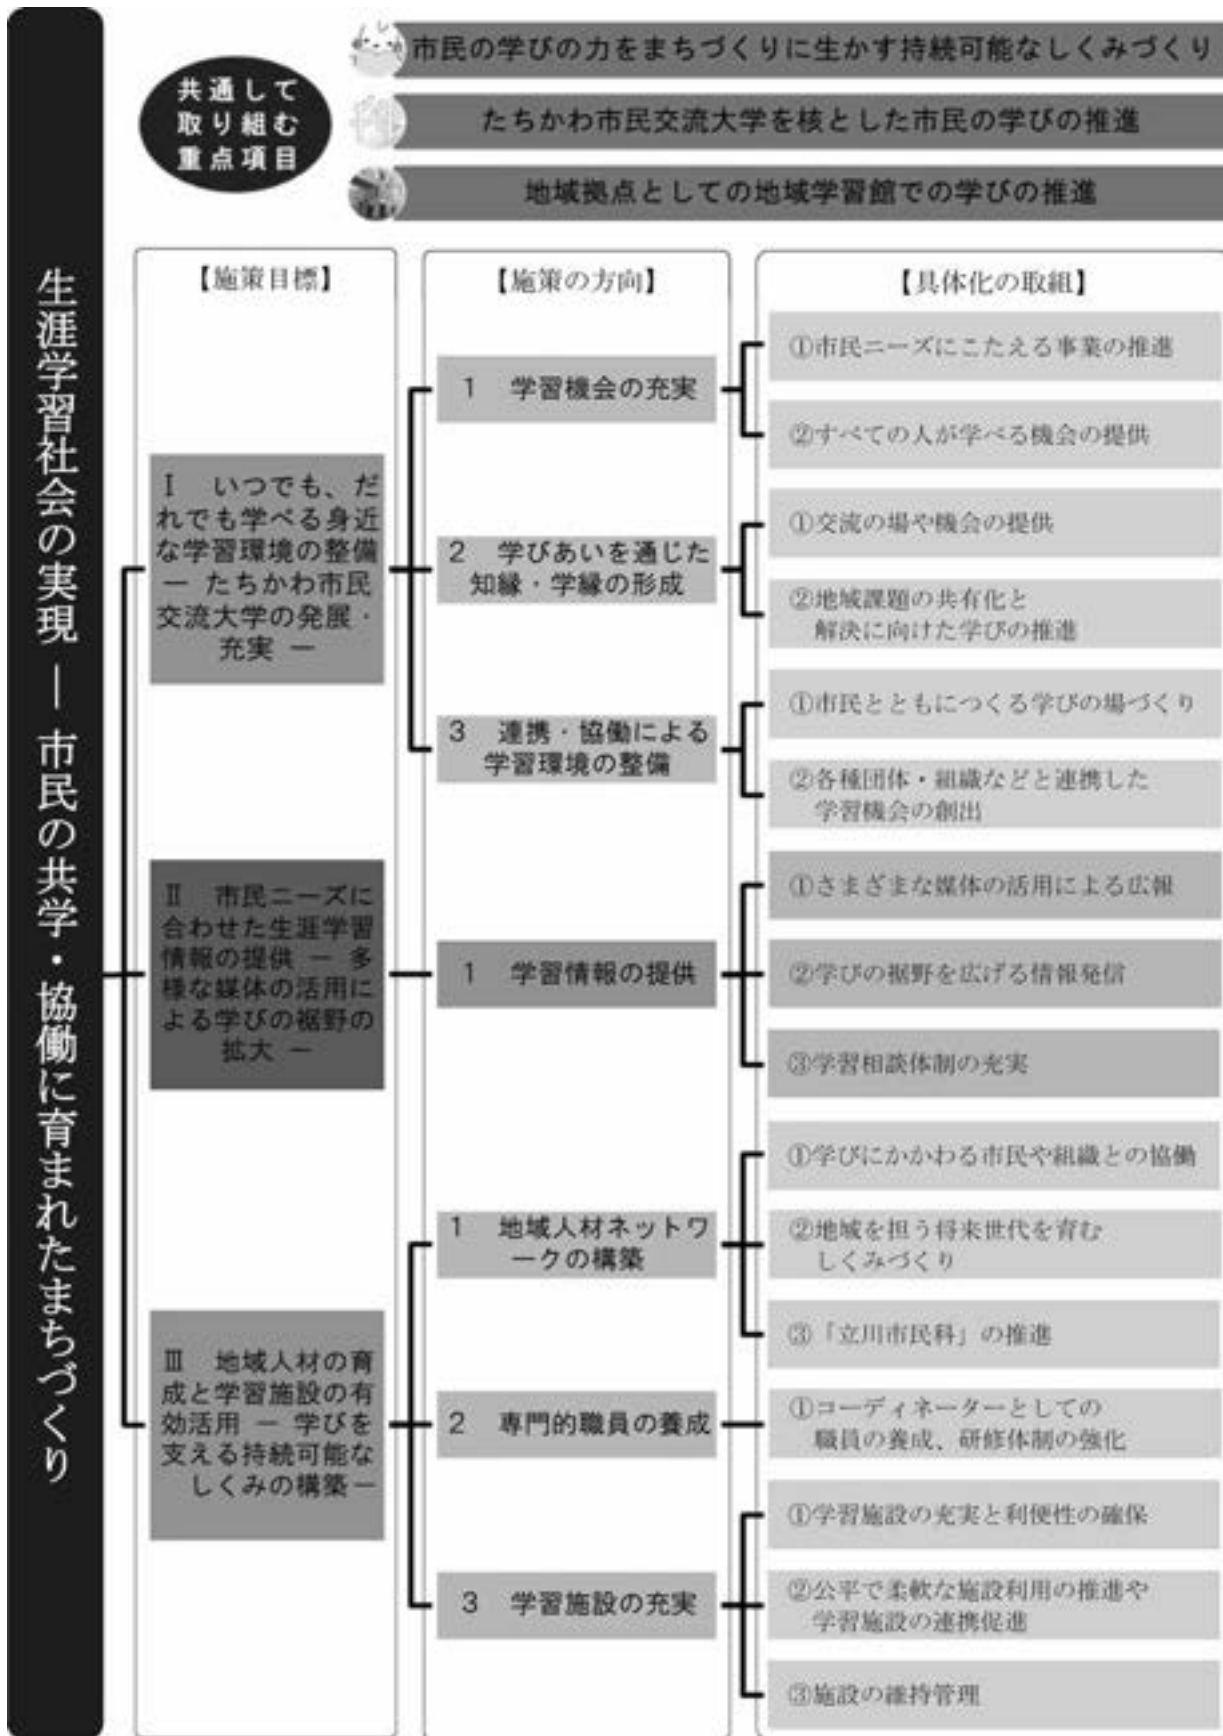 共通して
取り組む
重点項目
市民の学びの力をまちづくりに生かす持続可能なしくみづくり
たちかわ市民交流大学を核とした市民の学びの推進
地域拠点としての地域学習館での学びの推進
生涯学習社会の実現 ― 市民の共学・協働に育まれたまちづくり
【施策目標】
【施策の方向】
【具体化の取組】
Ⅰ いつでも、だ
れでも学べる身近
な学習環境の整備
― たちかわ市民
交流大学の発展・
充実 ―
1 学習機会の充実
①市民ニーズにこたえる事業の推進
②すべての人が学べる機会の提供
2 学びあいを通じた
知縁・学縁の形成
①交流の場や機会の提供
②地域課題の共有化と
解決に向けた学びの推進
3 連携・協働による
学習環境の整備
①市民とともにつくる学びの場づくり
②各種団体・組織などと連携した
学習機会の創出
Ⅱ 市民ニーズに
合わせた生涯学習
情報の提供 ― 多
様な媒体の活用に
よる学びの裾野の
拡大 ―
1 学習情報の提供
①さまざまな媒体の活用による広報
②学びの裾野を広げる情報発信
③学習相談体制の充実
Ⅲ 地域人材の育
成と学習施設の有
効活用 ― 学びを
支える持続可能な
しくみの構築 ―
1 地域人材ネットワ
ークの構築
①学びにかかわる市民や組織との協働
②地域を担う将来世代を育む
しくみづくり
③「立川市民科」の推進
2 専門的職員の養成
①コーディネーターとしての
職員の養成、研修体制の強化
3 学習施設の充実
①学習施設の充実と利便性の確保
②公平で柔軟な施設利用の推進や
学習施設の連携促進
③施設の維持管理